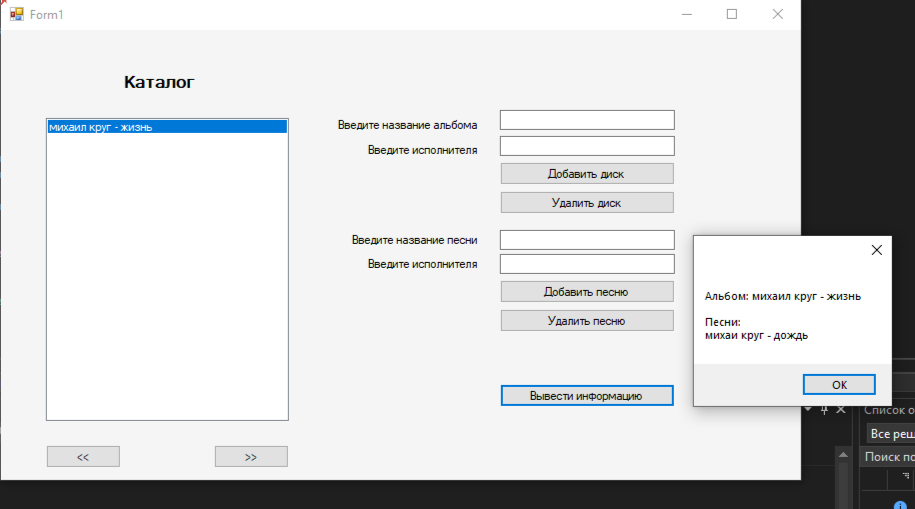 Form1
Каталог
михаил круг - жизнь
Введите название альбома
Введите исполнителя
Добавить диск
Удалить диск
Введите название песни
Введите исполнителя
Добавить песню
Удалить песню
Вывести информацию
<<
>>
Альбом: михаил круг - жизнь
Песни:
михаи круг - дождь
OK
Список о
Все реш
Поиск по